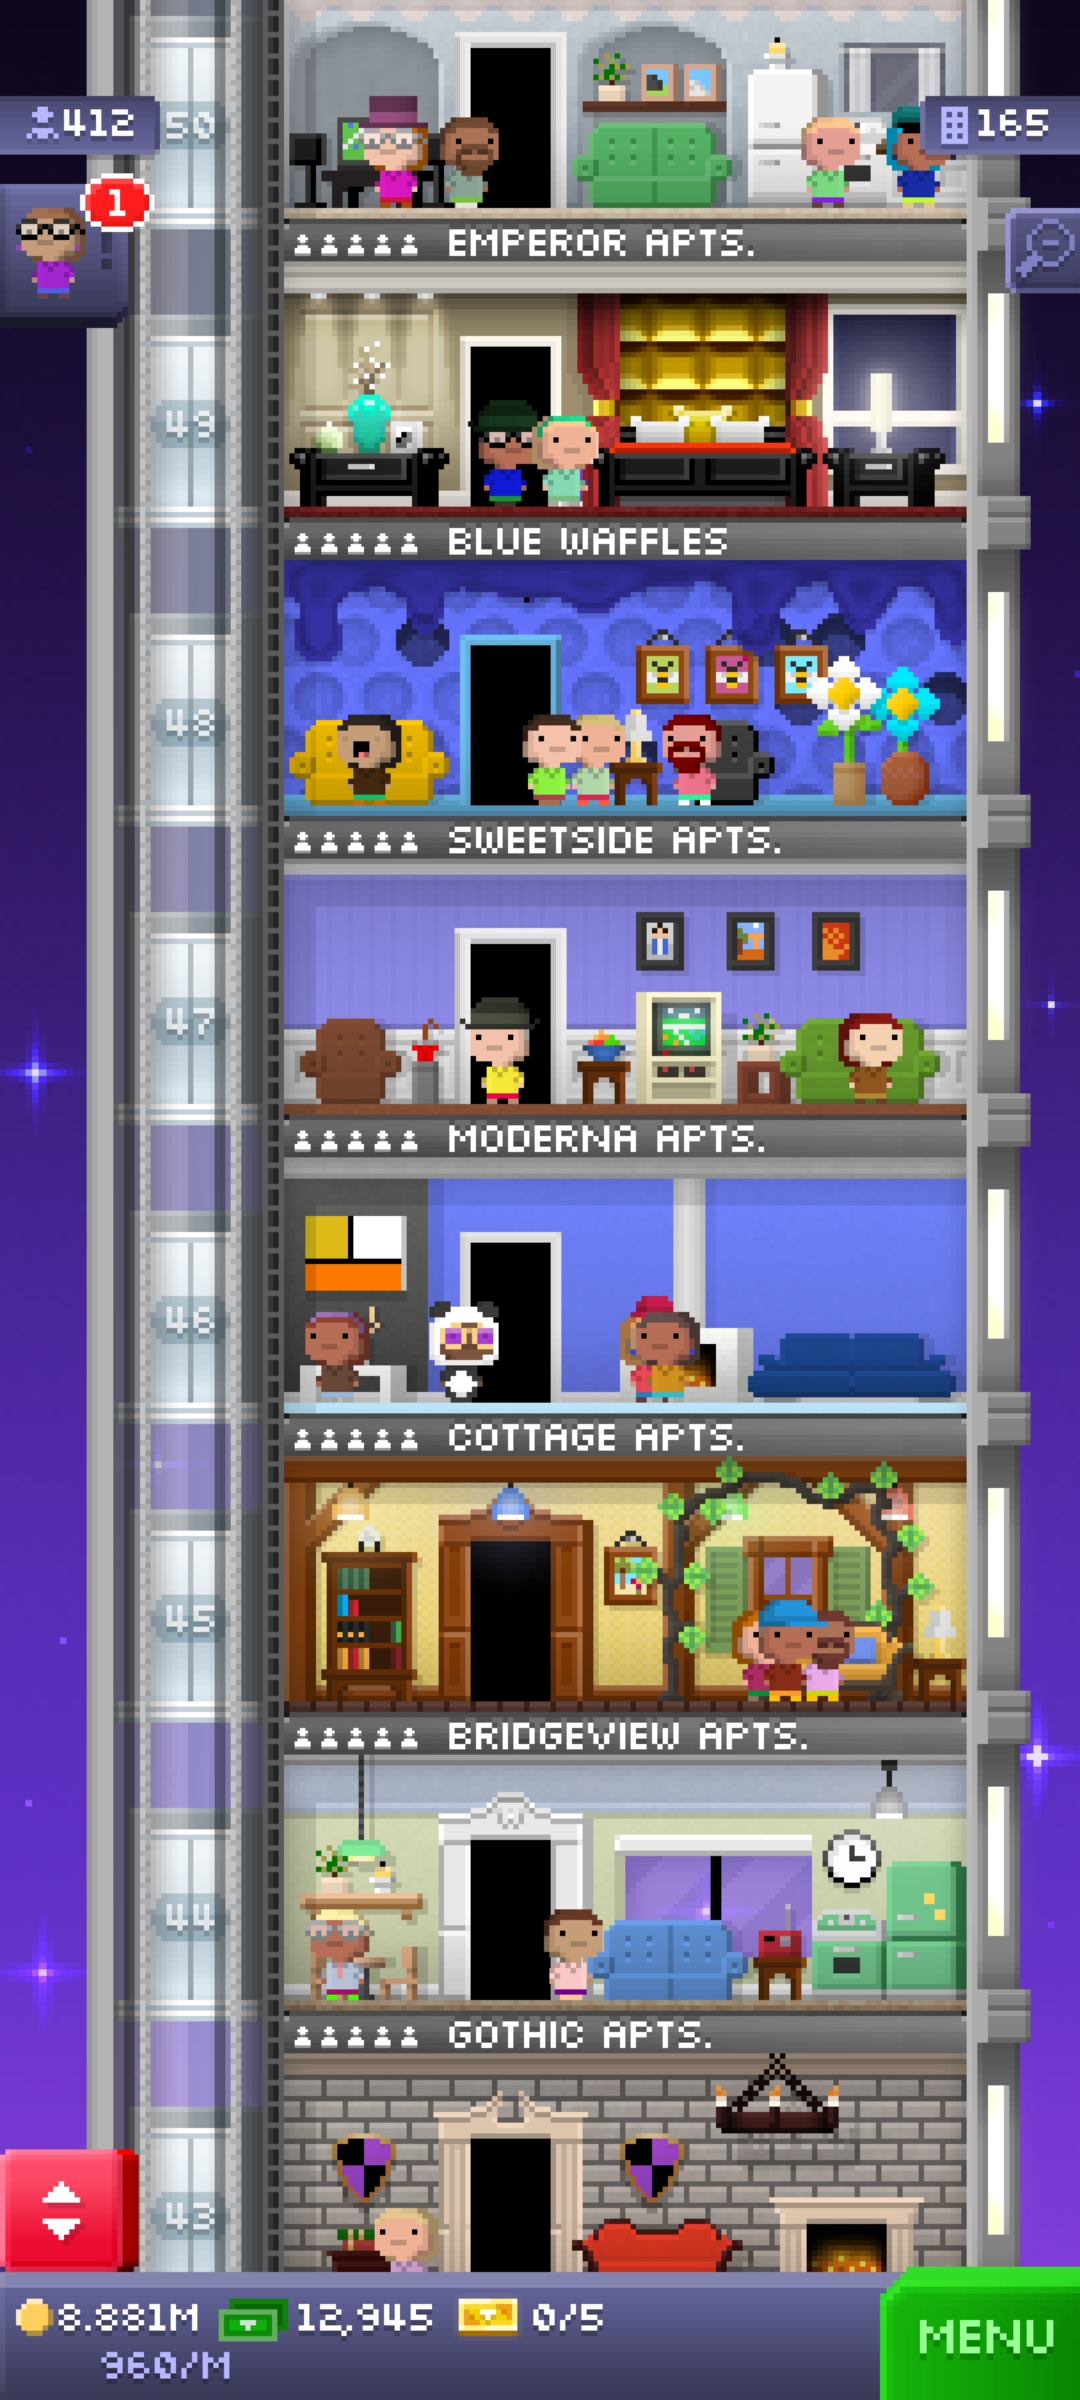 412
50
165
1
EMPEROR APTS.
49
BLUE WAFFLES
48
SWEETSIDE APTS.
47
MODERNA APTS.
46
COTTAGE APTS.
45
BRIDGEVIEW APTS.
44
GOTHIC APTS.
43
8.881M 12,945 0/5
960/M
MENU